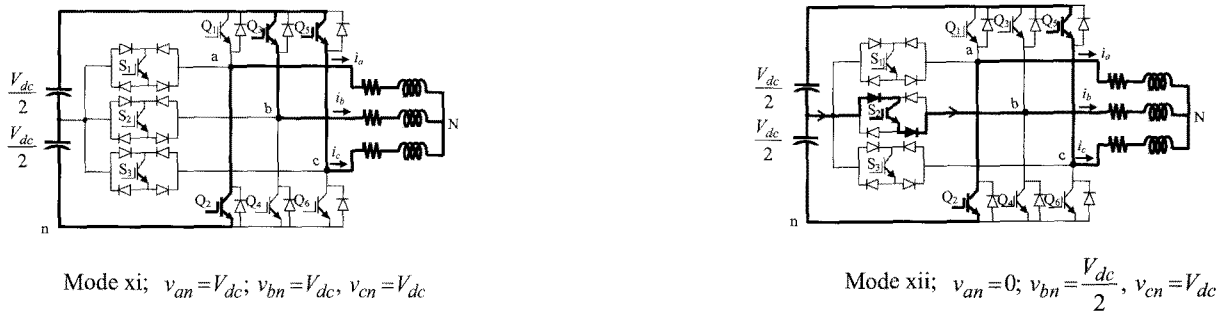 Q₁ Q₃ Q₅
a
S₁
i_a
V_dc/2
S₂
b
i_b
N
V_dc/2
S₃
c
i_c
Q₂ Q₄ Q₆
n
Mode xi; v_an = V_dc; v_bn = V_dc, v_cn = V_dc
Q₁ Q₃ Q₅
a
S₁
i_a
V_dc/2
S₂
b
i_b
N
V_dc/2
S₃
c
i_c
Q₂ Q₄ Q₆
n
Mode xii; v_an = 0; v_bn = V_dc/2, v_cn = V_dc